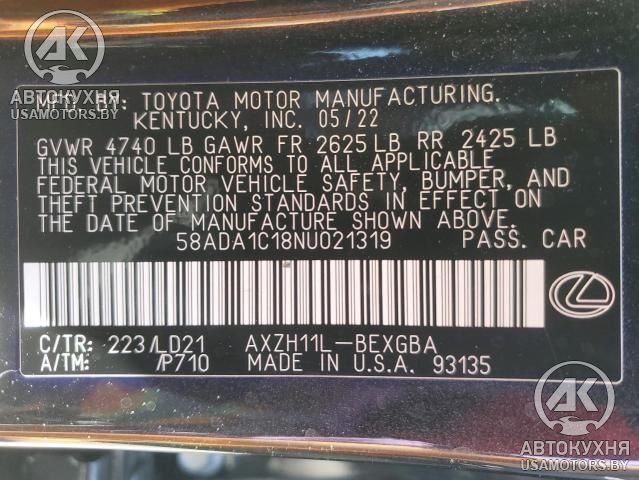 АК
АВТОКУХНЯ
USAMOTORS.BY
MFG. BY: TOYOTA MOTOR MANUFACTURING.
KENTUCKY, INC. 05/22
GVWR 4740 LB GAWR FR 2625 LB RR 2425 LB
THIS VEHICLE CONFORMS TO ALL APPLICABLE
FEDERAL MOTOR VEHICLE SAFETY, BUMPER, AND
THEFT PREVENTION STANDARDS IN EFFECT ON
THE DATE OF MANUFACTURE SHOWN ABOVE.
58ADA1C18NU021319 PASS. CAR
C/TR: 223/LD21 AXZH11L-BEXGBA
A/TM: /P710 MADE IN U.S.A. 93135
АК
АВТОКУХНЯ
USAMOTORS.BY